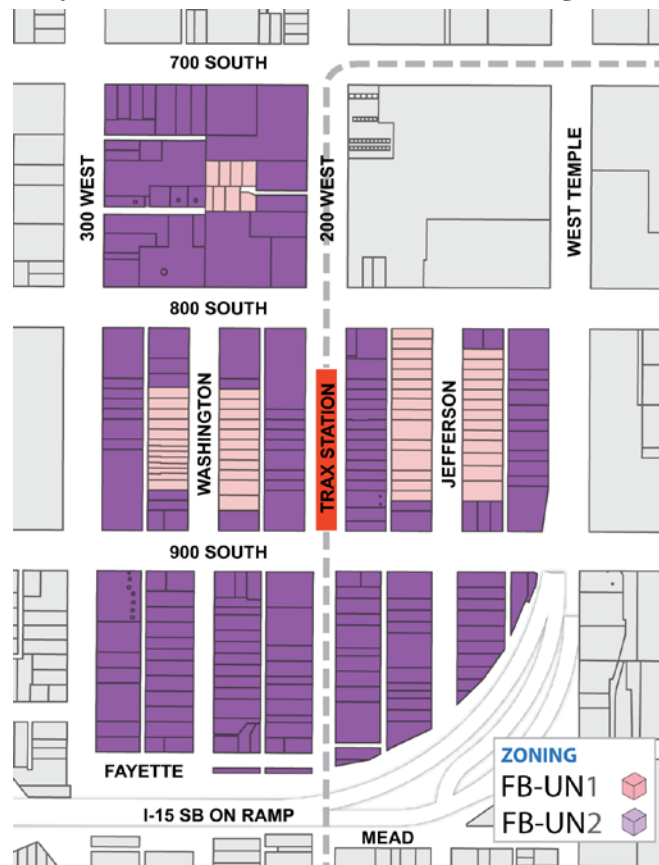 700 SOUTH
300 WEST
200 WEST
WEST TEMPLE
800 SOUTH
WASHINGTON
TRAX STATION
JEFFERSON
900 SOUTH
FAYETTE
I-15 SB ON RAMP
MEAD
ZONING
FB-UN1
FB-UN2